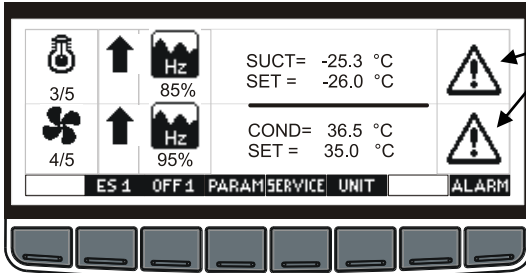 Hz
SUCT= -25.3 °C
SET = -26.0 °C
3/5
85%
Hz
COND= 36.5 °C
SET = 35.0 °C
4/5
95%
ES 1 OFF 1 PARAM SERVICE UNIT ALARM